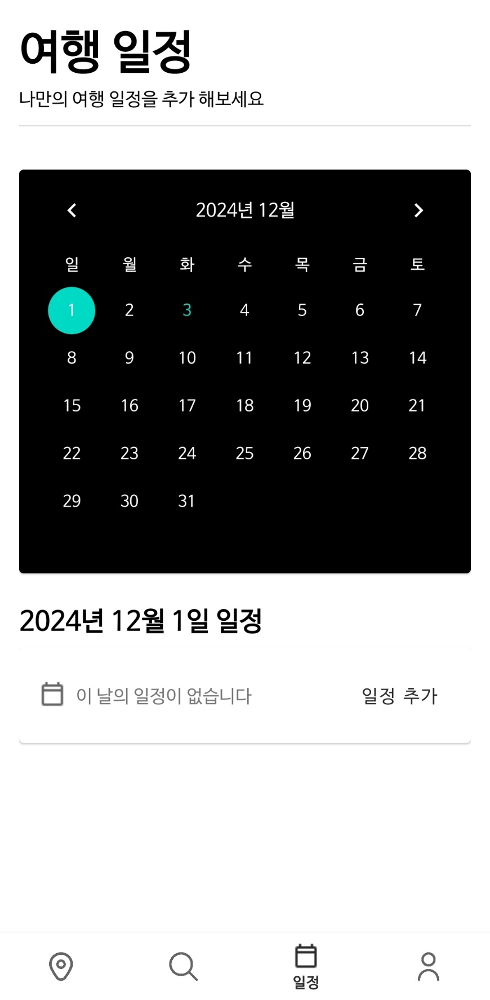 여행 일정
나만의 여행 일정을 추가 해보세요
2024년 12월
일 월 화 수 목 금 토
1 2 3 4 5 6 7
8 9 10 11 12 13 14
15 16 17 18 19 20 21
22 23 24 25 26 27 28
29 30 31
2024년 12월 1일 일정
이 날의 일정이 없습니다 일정 추가
일정